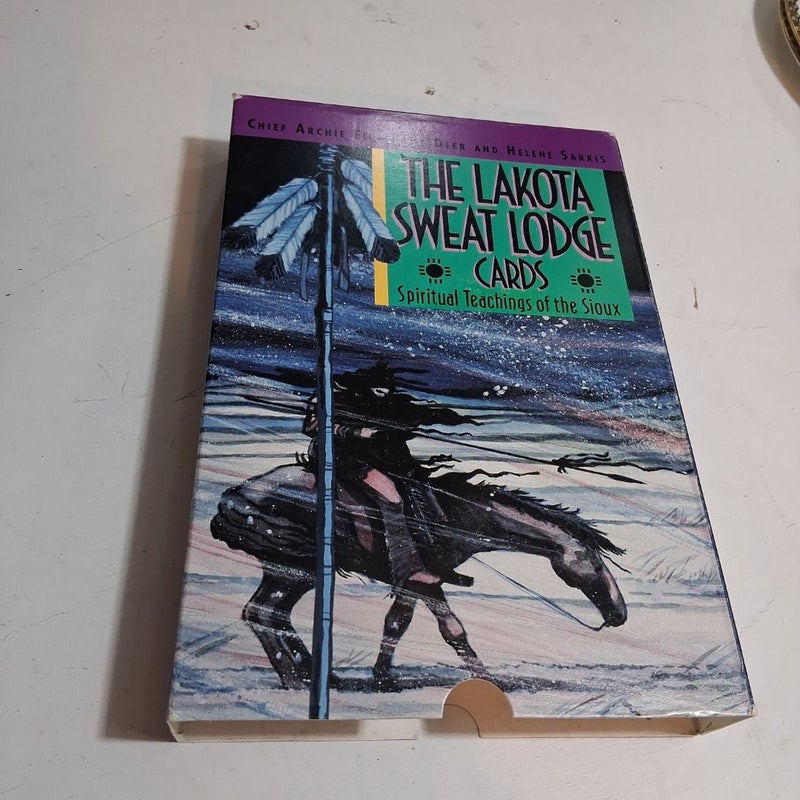 CHIEF ARCHIE DEER AND HELENE SARKIS
THE LAKOTA
SWEAT LODGE
CARDS
Spiritual Teachings of the Sioux